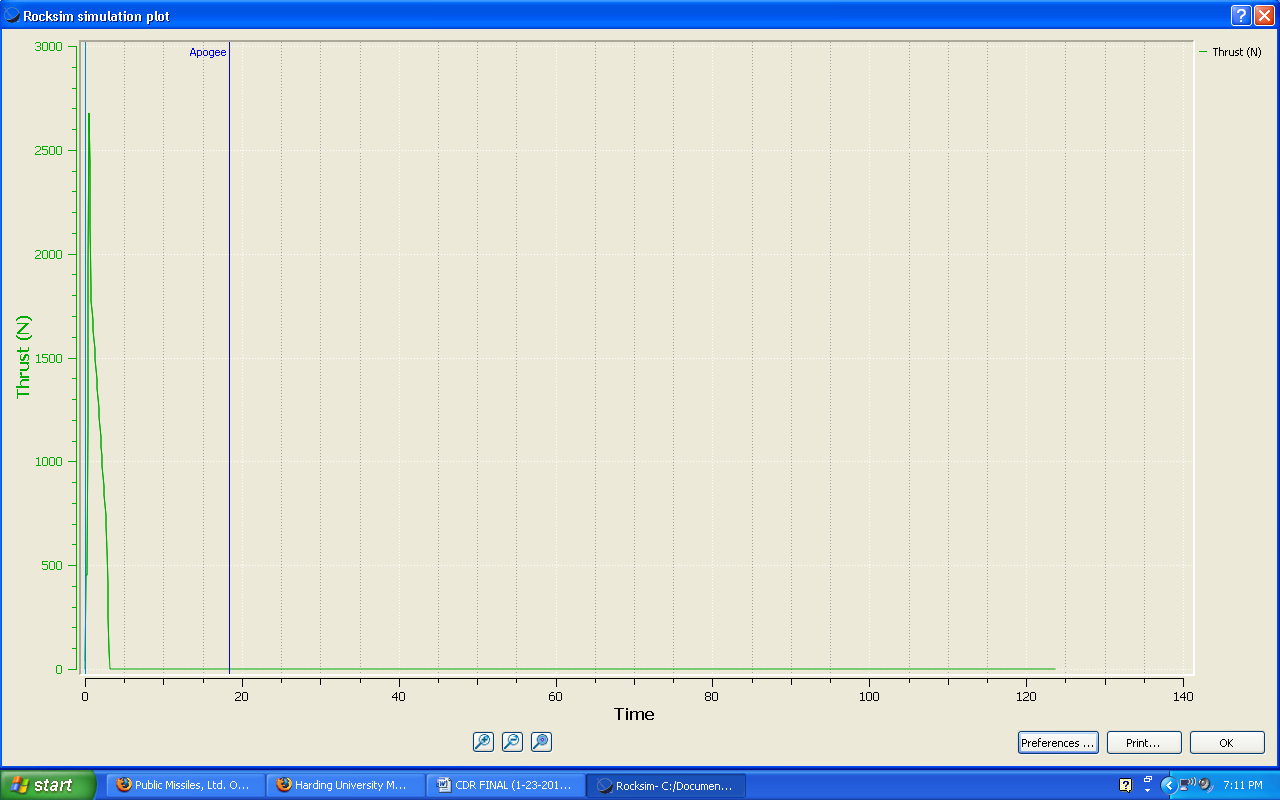 Rocksim simulation plot
Apogee
Thrust (N)
3000
2500
2000
1500
1000
500
0
Thrust (N)
0 20 40 60 80 100 120 140
Time
Preferences ... Print... OK
start Public Missiles, Ltd. O... Harding University M... CDR FINAL (1-23-201... Rocksim- C:/Documen... 7:11 PM